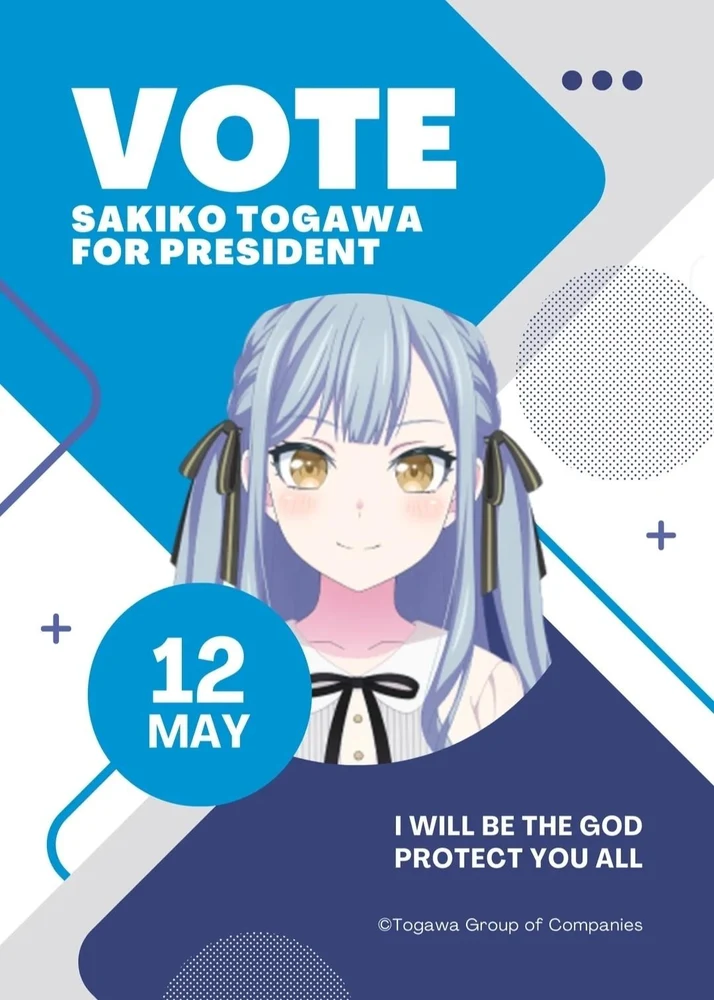 VOTE
SAKIKO TOGAWA
FOR PRESIDENT
12
MAY
I WILL BE THE GOD
PROTECT YOU ALL
©Togawa Group of Companies